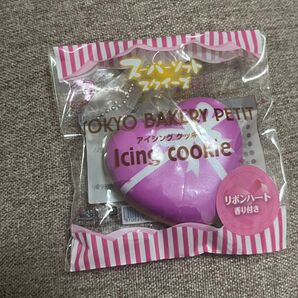 スーパーソフト
スクイーズ
TOKYO BAKERY PETIT
アイシングクッキー
Icing cookie
リボンハート
香り付き